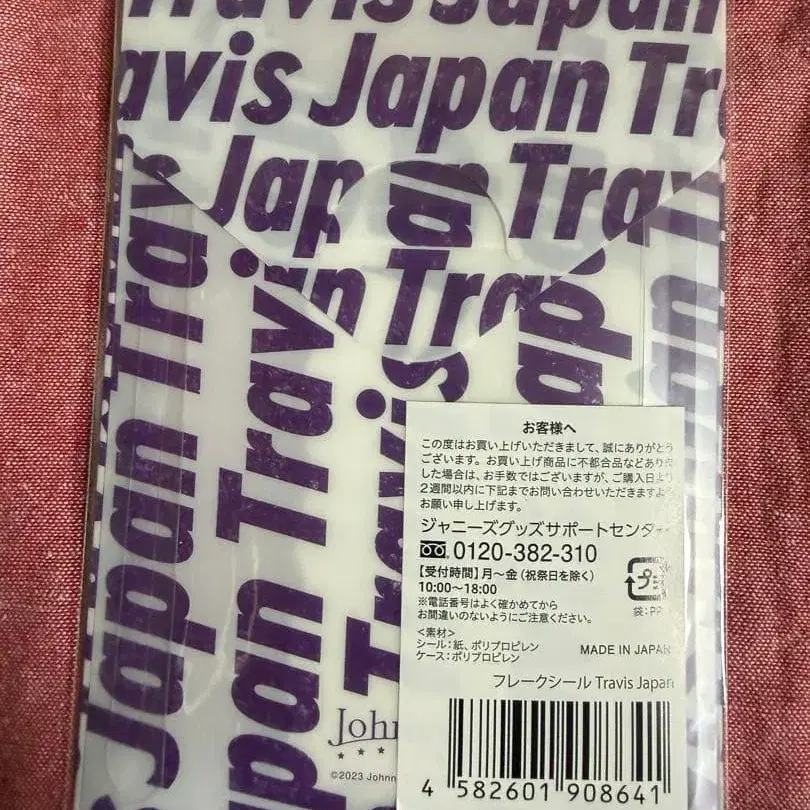 Travis Japan
avis Japan Tra
Jap an Trav
an Tra
Japan Trav
Japan Travi
Travis
Japan
お客様へ
この度はお買い上げいただきまして、誠にありがとう
ございます。お買い上げ商品に不都合品などありま
した場合は、お手数ではございますが、ご購入日より
2週間以内に下記までお問い合わせいただきますよ
お願い申し上げます。
ジャニーズグッズサポートセンター
0120-382-310
【受付時間】月〜金(祝祭日を除く)
10:00〜18:00
※電話番号はよく確かめてから
お間違いのないようにご注意ください。
プラ
袋:PP
<素材>
シール:紙、ポリプロピレン
ケース:ポリプロピレン
MADE IN JAPAN
フレークシール Travis Japan
4 582601 908641
John
©2023 Johnn